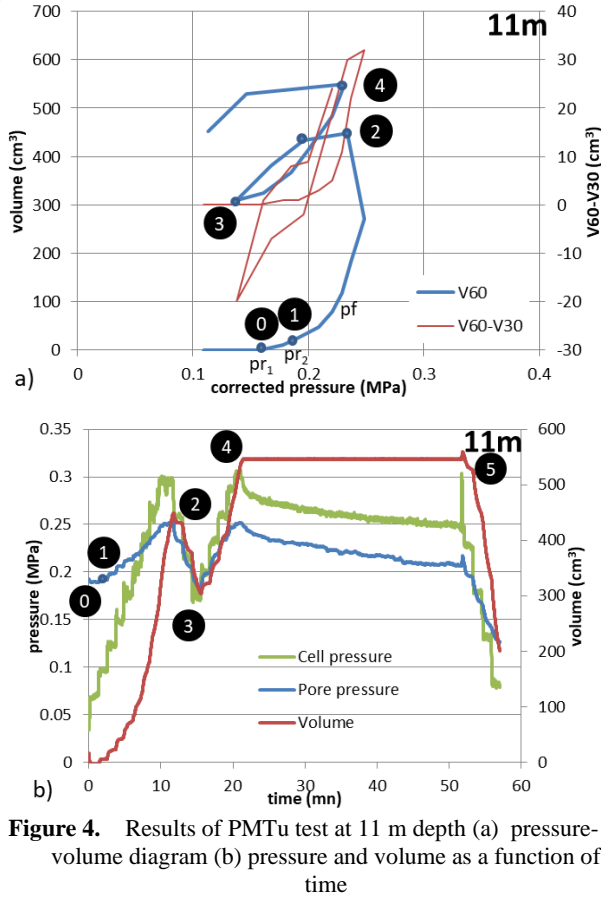 11m
700
600
500
400
300
200
100
0
volume (cm³)
40
30
20
10
0
-10
-20
-30
V60-V30 (cm³)
4
2
3
0
1
pf
pr₁
pr₂
V60
V60-V30
0
0.1
0.2
0.3
0.4
corrected pressure (MPa)
a)
11m
0.35
0.3
0.25
0.2
0.15
0.1
0.05
0
pressure (MPa)
600
500
400
300
200
100
0
volume (cm³)
4
5
2
1
0
3
Cell pressure
Pore pressure
Volume
0
10
20
30
40
50
60
time (mn)
b)
Figure 4. Results of PMTu test at 11 m depth (a) pressure-
volume diagram (b) pressure and volume as a function of
time